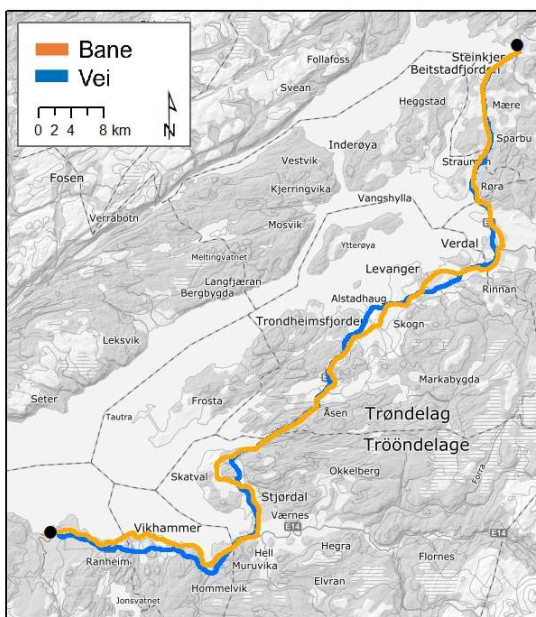 Bane
Vei
0 2 4 8 km
N
Steinkjer
Beitstadfjorden
Follafoss
Svean
Heggstad
Mære
Sparbu
Inderøya
Straumen
Vestvik
Fosen
Kjerringvika
Røra
Vangshylla
Verrabotn
Mosvik
Verdal
Ytterøya
Meltingvatnet
Levanger
Langfjæran
Rinnan
Bergbygda
Alstadhaug
Trondheimsfjorden
Skogn
Leksvik
Markabygda
Seter
Frosta
Tautra
Åsen
Trøndelag
Trööndelage
Skatval
Okkelberg
Forra
Stjørdal
Værnes
Vikhammer
E14
E14
Hell
Hegra
Flornes
Ranheim
Muruvika
Hommelvik
Elvran
Jonsvatnet